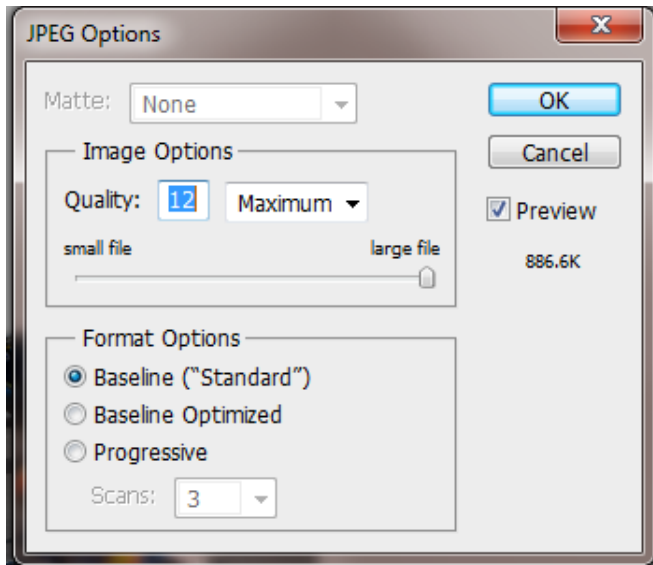 JPEG Options
Matte: None
OK
Image Options
Cancel
Quality: 12 Maximum
Preview
small file large file
886.6K
Format Options
Baseline (“Standard”)
Baseline Optimized
Progressive
Scans: 3